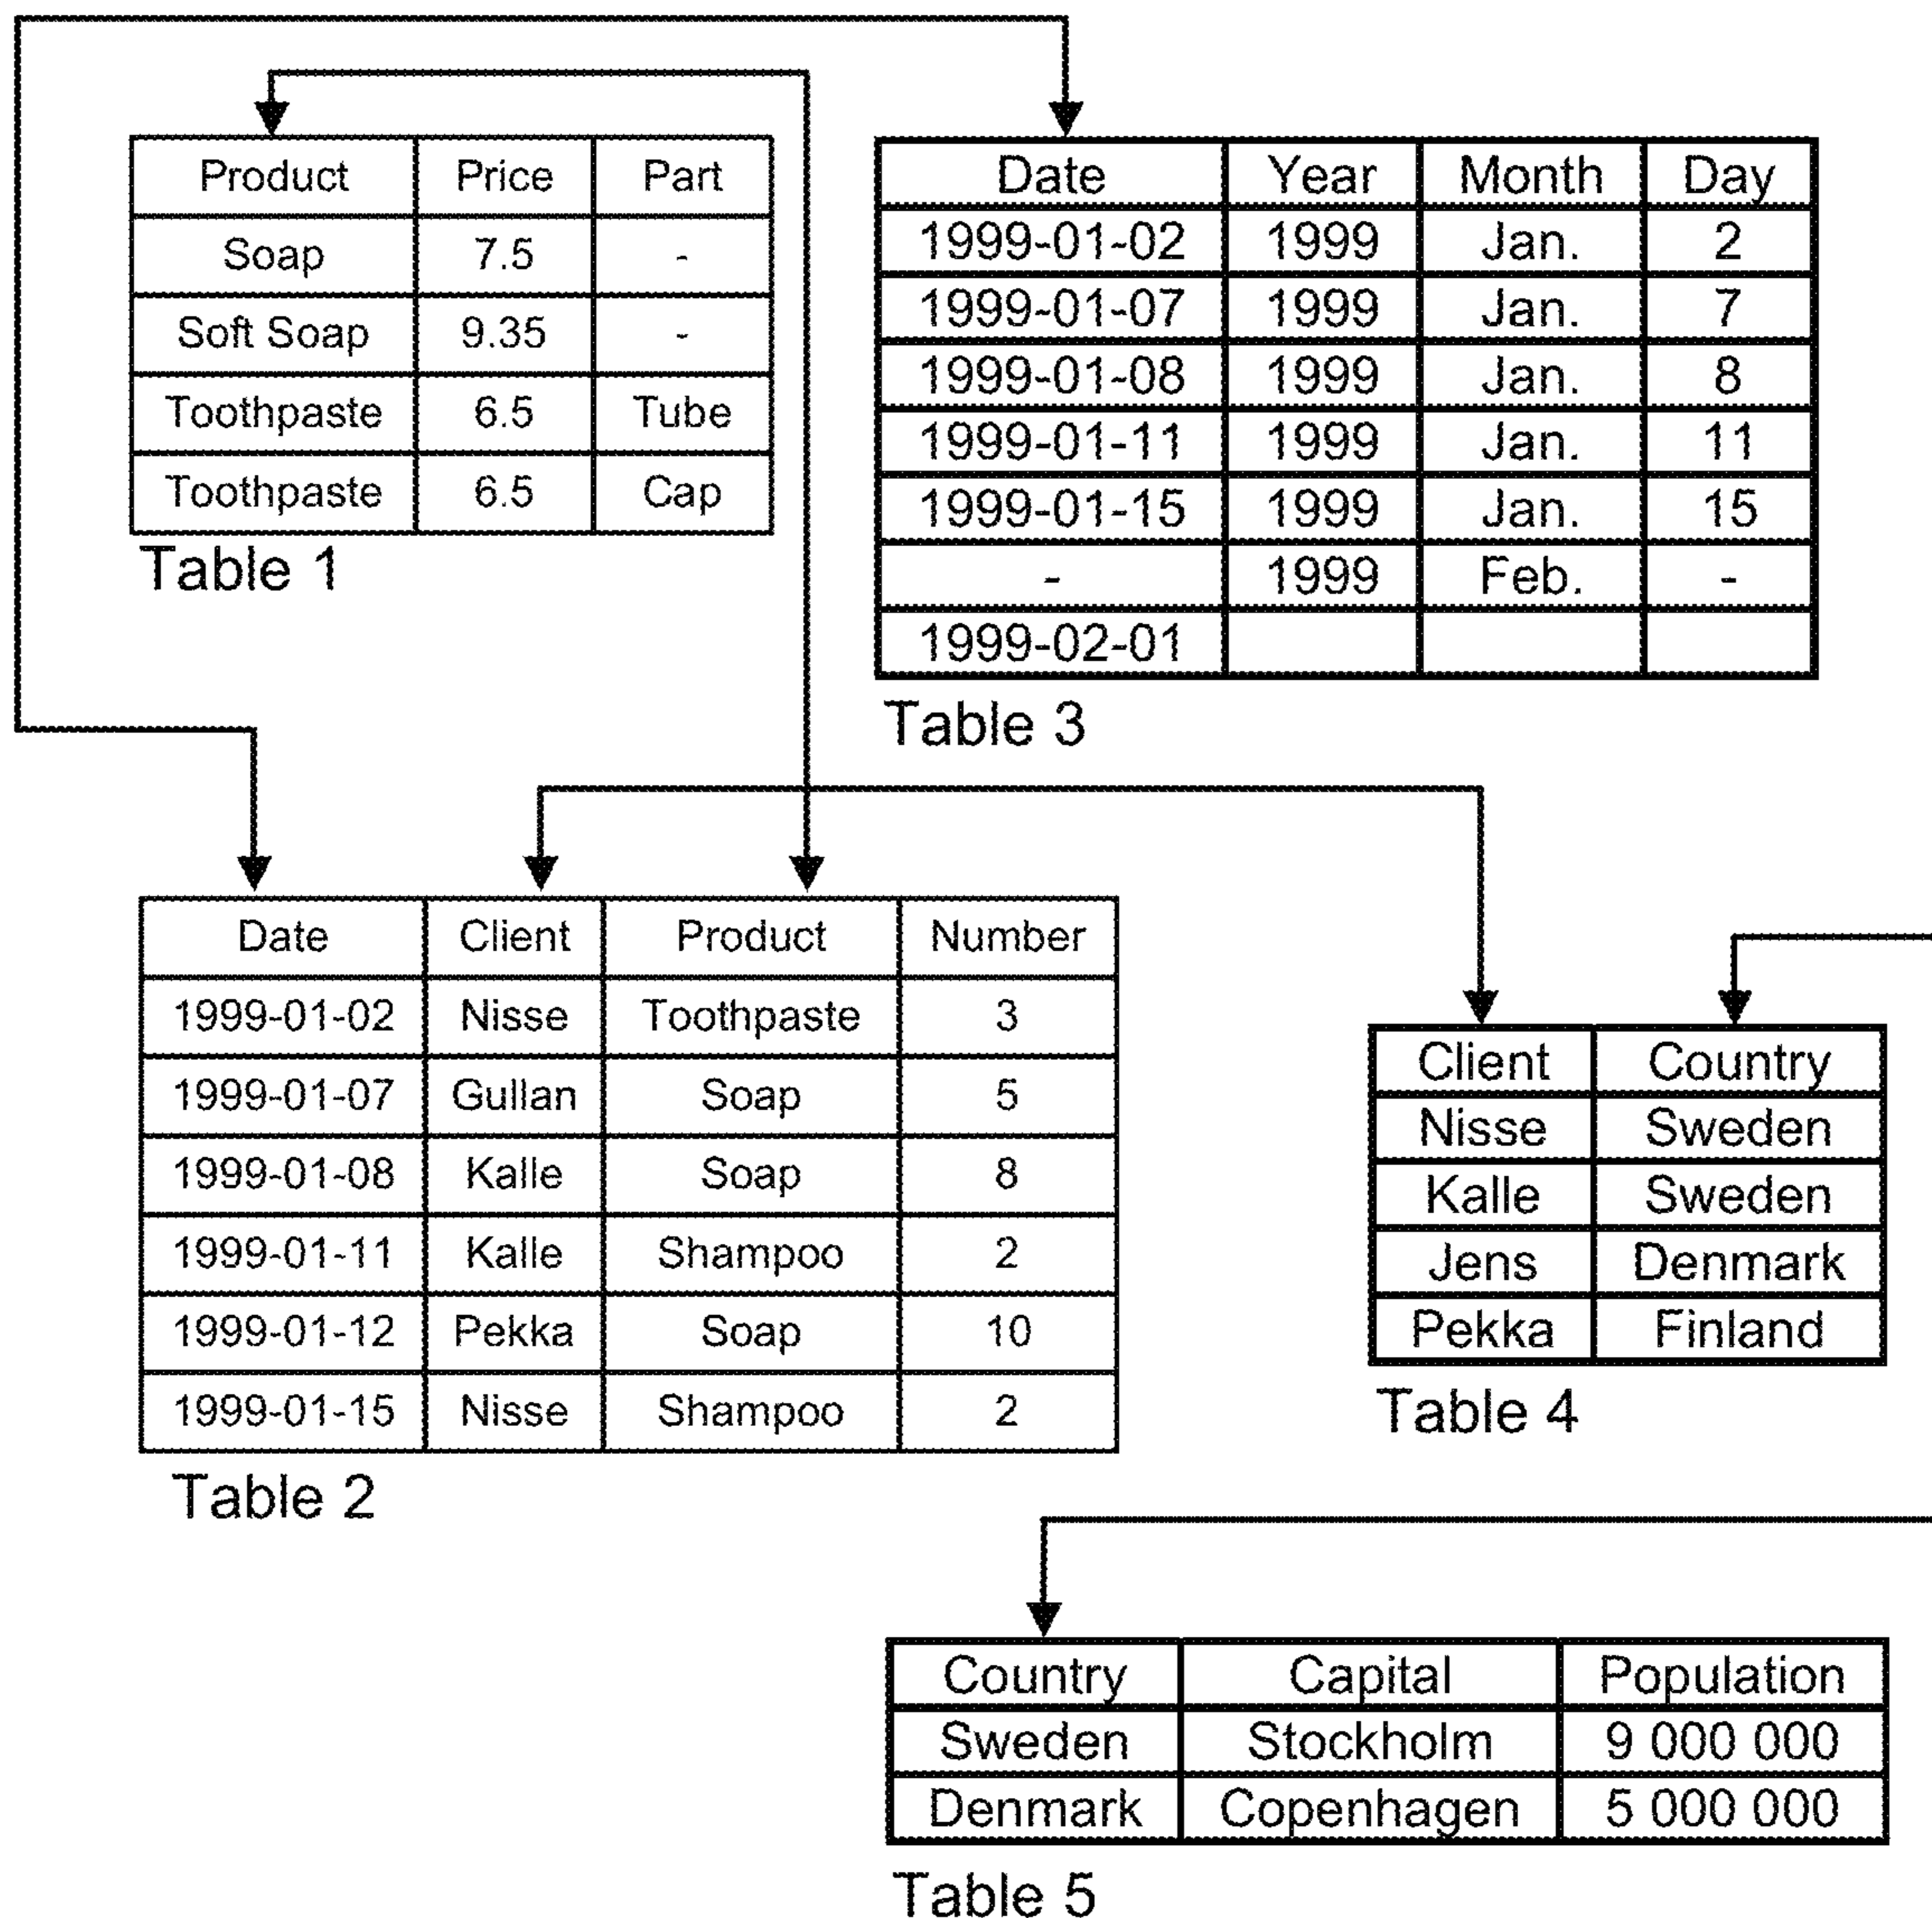 Product Price Part
Soap 7.5 -
Soft Soap 9.35 -
Toothpaste 6.5 Tube
Toothpaste 6.5 Cap
Table 1
Date Year Month Day
1999-01-02 1999 Jan. 2
1999-01-07 1999 Jan. 7
1999-01-08 1999 Jan. 8
1999-01-11 1999 Jan. 11
1999-01-15 1999 Jan. 15
- 1999 Feb. -
1999-02-01
Table 3
Date Client Product Number
1999-01-02 Nisse Toothpaste 3
1999-01-07 Gullan Soap 5
1999-01-08 Kalle Soap 8
1999-01-11 Kalle Shampoo 2
1999-01-12 Pekka Soap 10
1999-01-15 Nisse Shampoo 2
Table 2
Client Country
Nisse Sweden
Kalle Sweden
Jens Denmark
Pekka Finland
Table 4
Country Capital Population
Sweden Stockholm 9 000 000
Denmark Copenhagen 5 000 000
Table 5